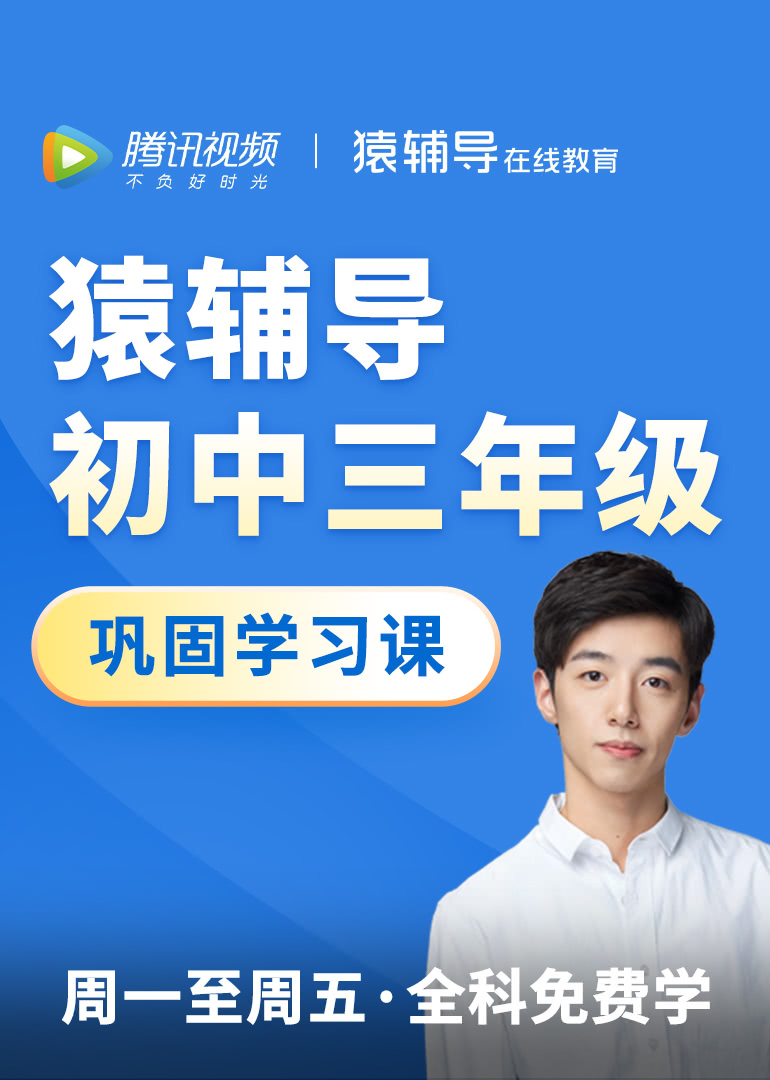 腾讯视频 | 猿辅导在线教育
不负好时光
猿辅导
初中三年级
巩固学习课
周一至周五·全科免费学